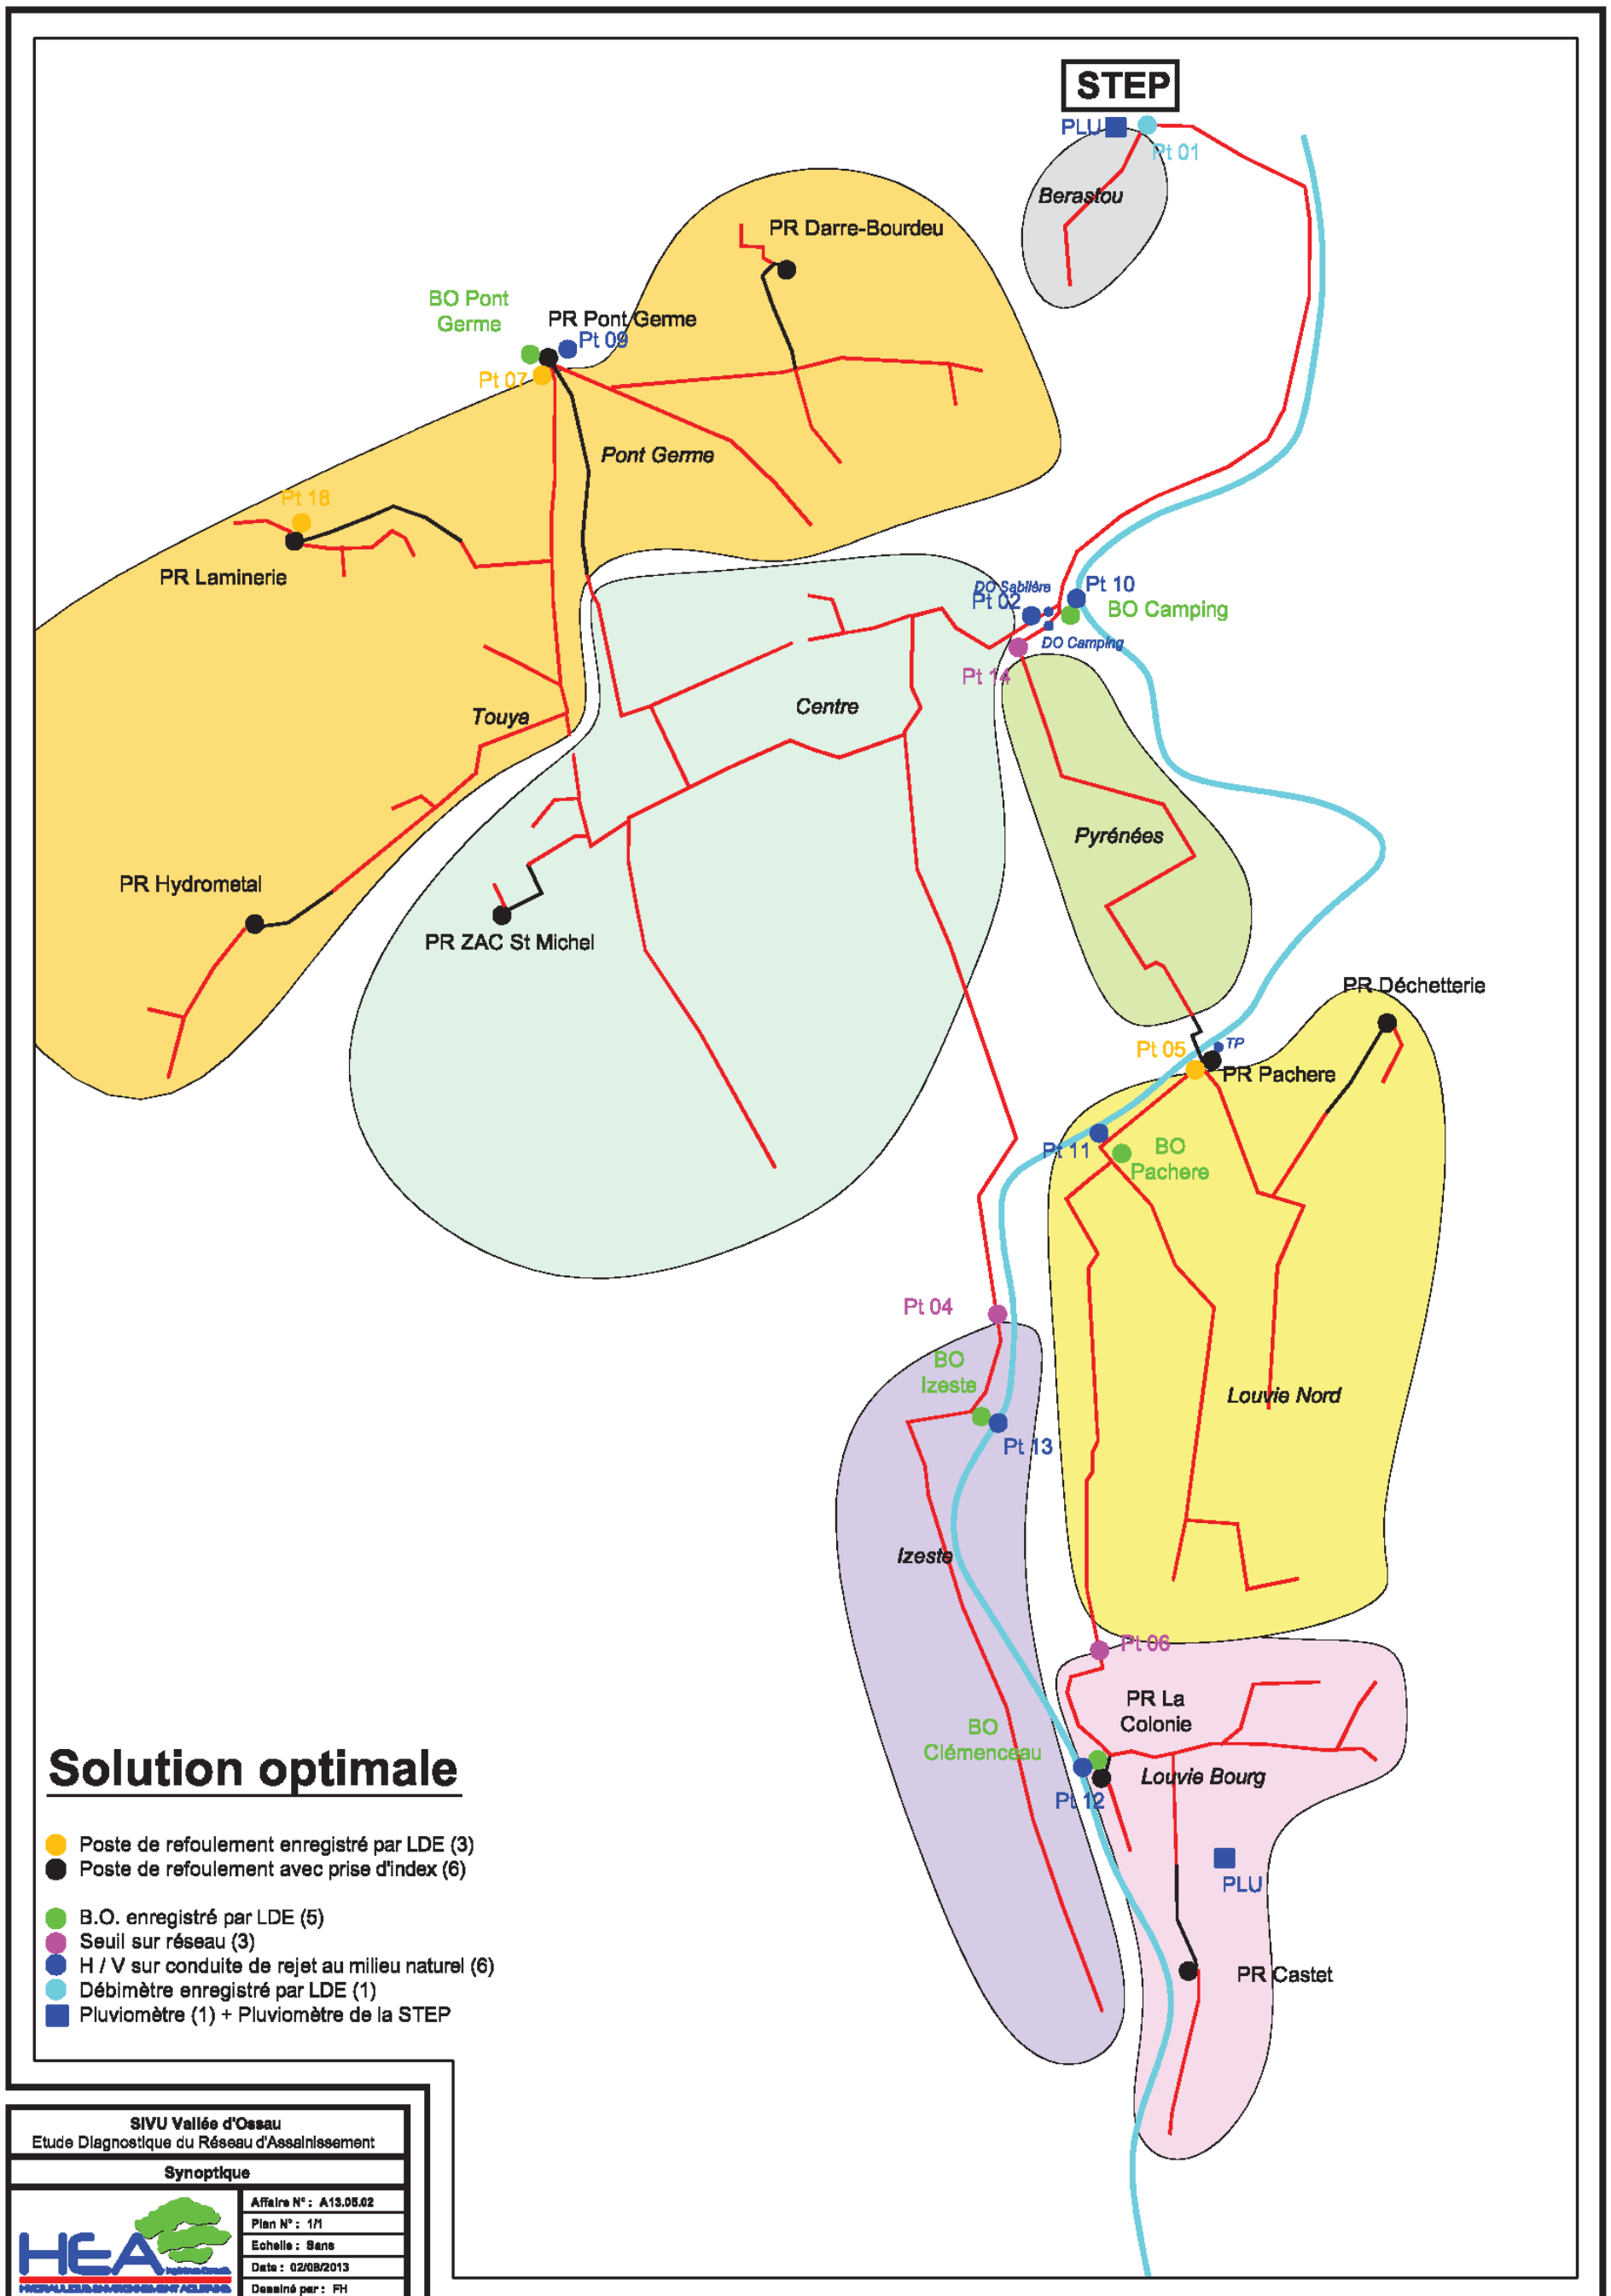 STEP
PLU
Pt 01
Berastou
PR Darre-Bourdeu
BO Pont
Germe
PR Pont Germe
Pt 09
Pt 07
Pont Germe
Pt 18
PR Laminerie
DO Sablière
Pt 02
Pt 10
BO Camping
DO Camping
Pt 14
Centre
Touya
Pyrénées
PR Hydrometal
PR ZAC St Michel
PR Déchetterie
Pt 05
TP
PR Pachere
Pt 11
BO
Pachere
Pt 04
BO
Izeste
Louvie Nord
Pt 13
Izeste
Pt 06
PR La
Colonie
BO
Clémenceau
Louvie Bourg
Pt 12
PLU
PR Castet
Solution optimale
Poste de refoulement enregistré par LDE (3)
Poste de refoulement avec prise d'index (6)
B.O. enregistré par LDE (5)
Seuil sur réseau (3)
H / V sur conduite de rejet au milieu naturel (6)
Débimètre enregistré par LDE (1)
Pluviomètre (1) + Pluviomètre de la STEP
SIVU Vallée d'Ossau
Etude Diagnostique du Réseau d'Assainissement
Synoptique
HEA
HYDRAULIQUE ENVIRONNEMENT AQUITAINE
Affaire N° : A13.05.02
Plan N° : 1/1
Echelle : Sans
Date : 02/08/2013
Dessiné par : FH